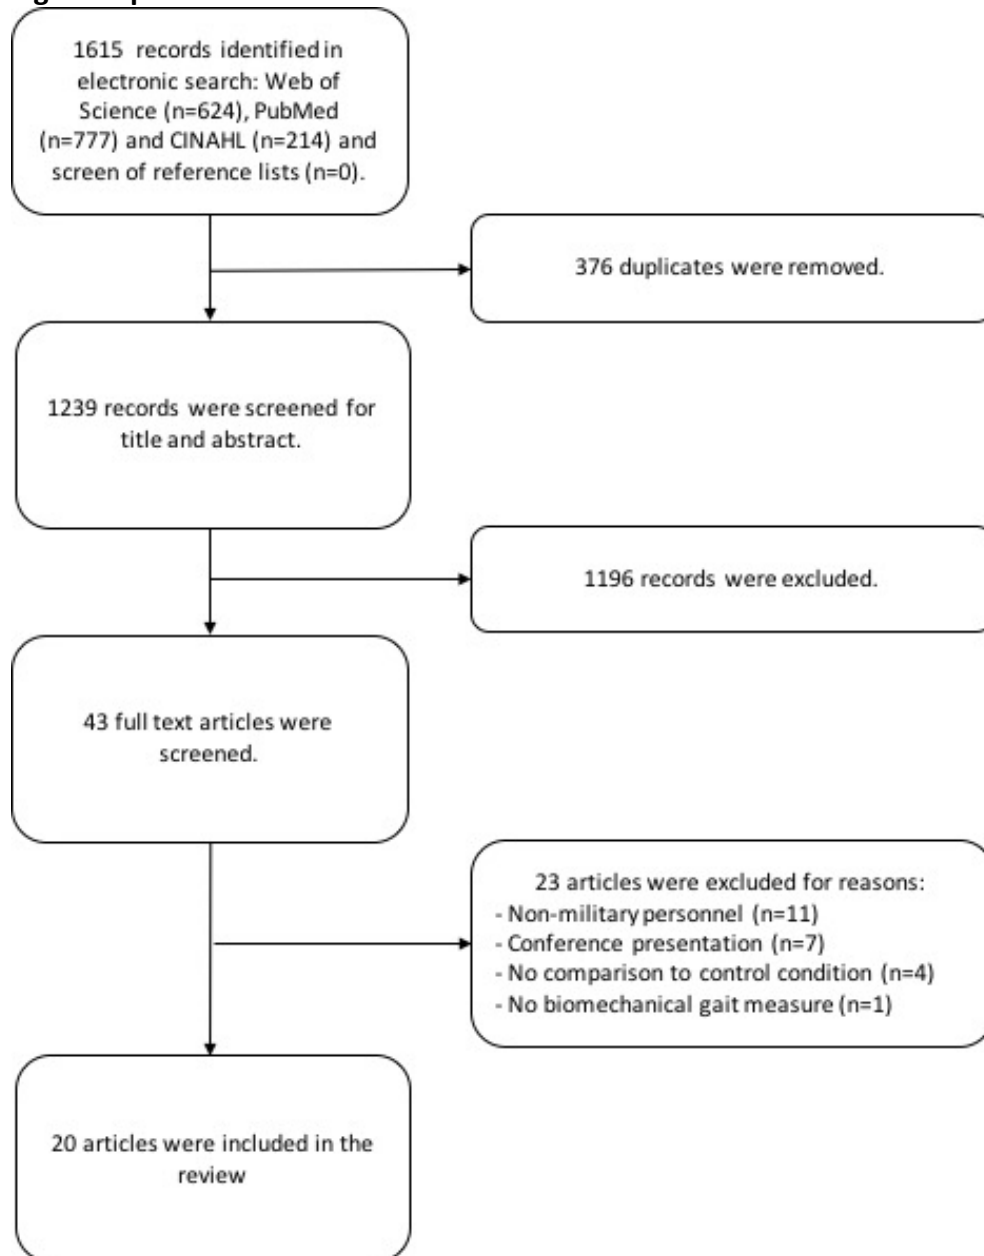 1615 records identified in
electronic search: Web of
Science (n=624), PubMed
(n=777) and CINAHL (n=214) and
screen of reference lists (n=0).
376 duplicates were removed.
1239 records were screened for
title and abstract.
1196 records were excluded.
43 full text articles were
screened.
23 articles were excluded for reasons:
- Non-military personnel (n=11)
- Conference presentation (n=7)
- No comparison to control condition (n=4)
- No biomechanical gait measure (n=1)
20 articles were included in the
review